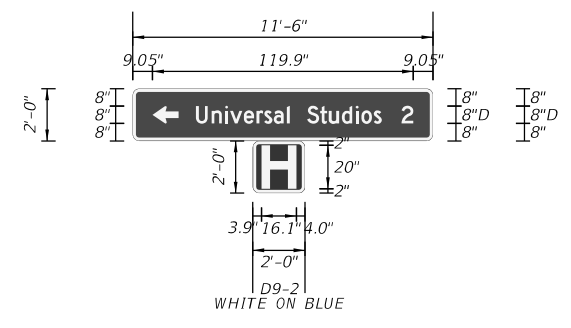 11'-6"
9.05" 119.9" 9.05"
2'-0" 8" 8" 8" ← Universal Studios 2 8" 8"D 8" 8" 8"D 8"
2'-0" H 2" 20" 2"
3.9" 16.1" 4.0"
2'-0"
D9-2
WHITE ON BLUE